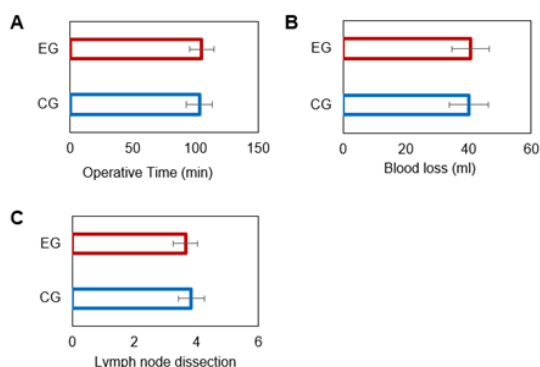 A
EG
CG
0 50 100 150
Operative Time (min)
B
EG
CG
0 20 40 60
Blood loss (ml)
C
EG
CG
0 2 4 6
Lymph node dissection